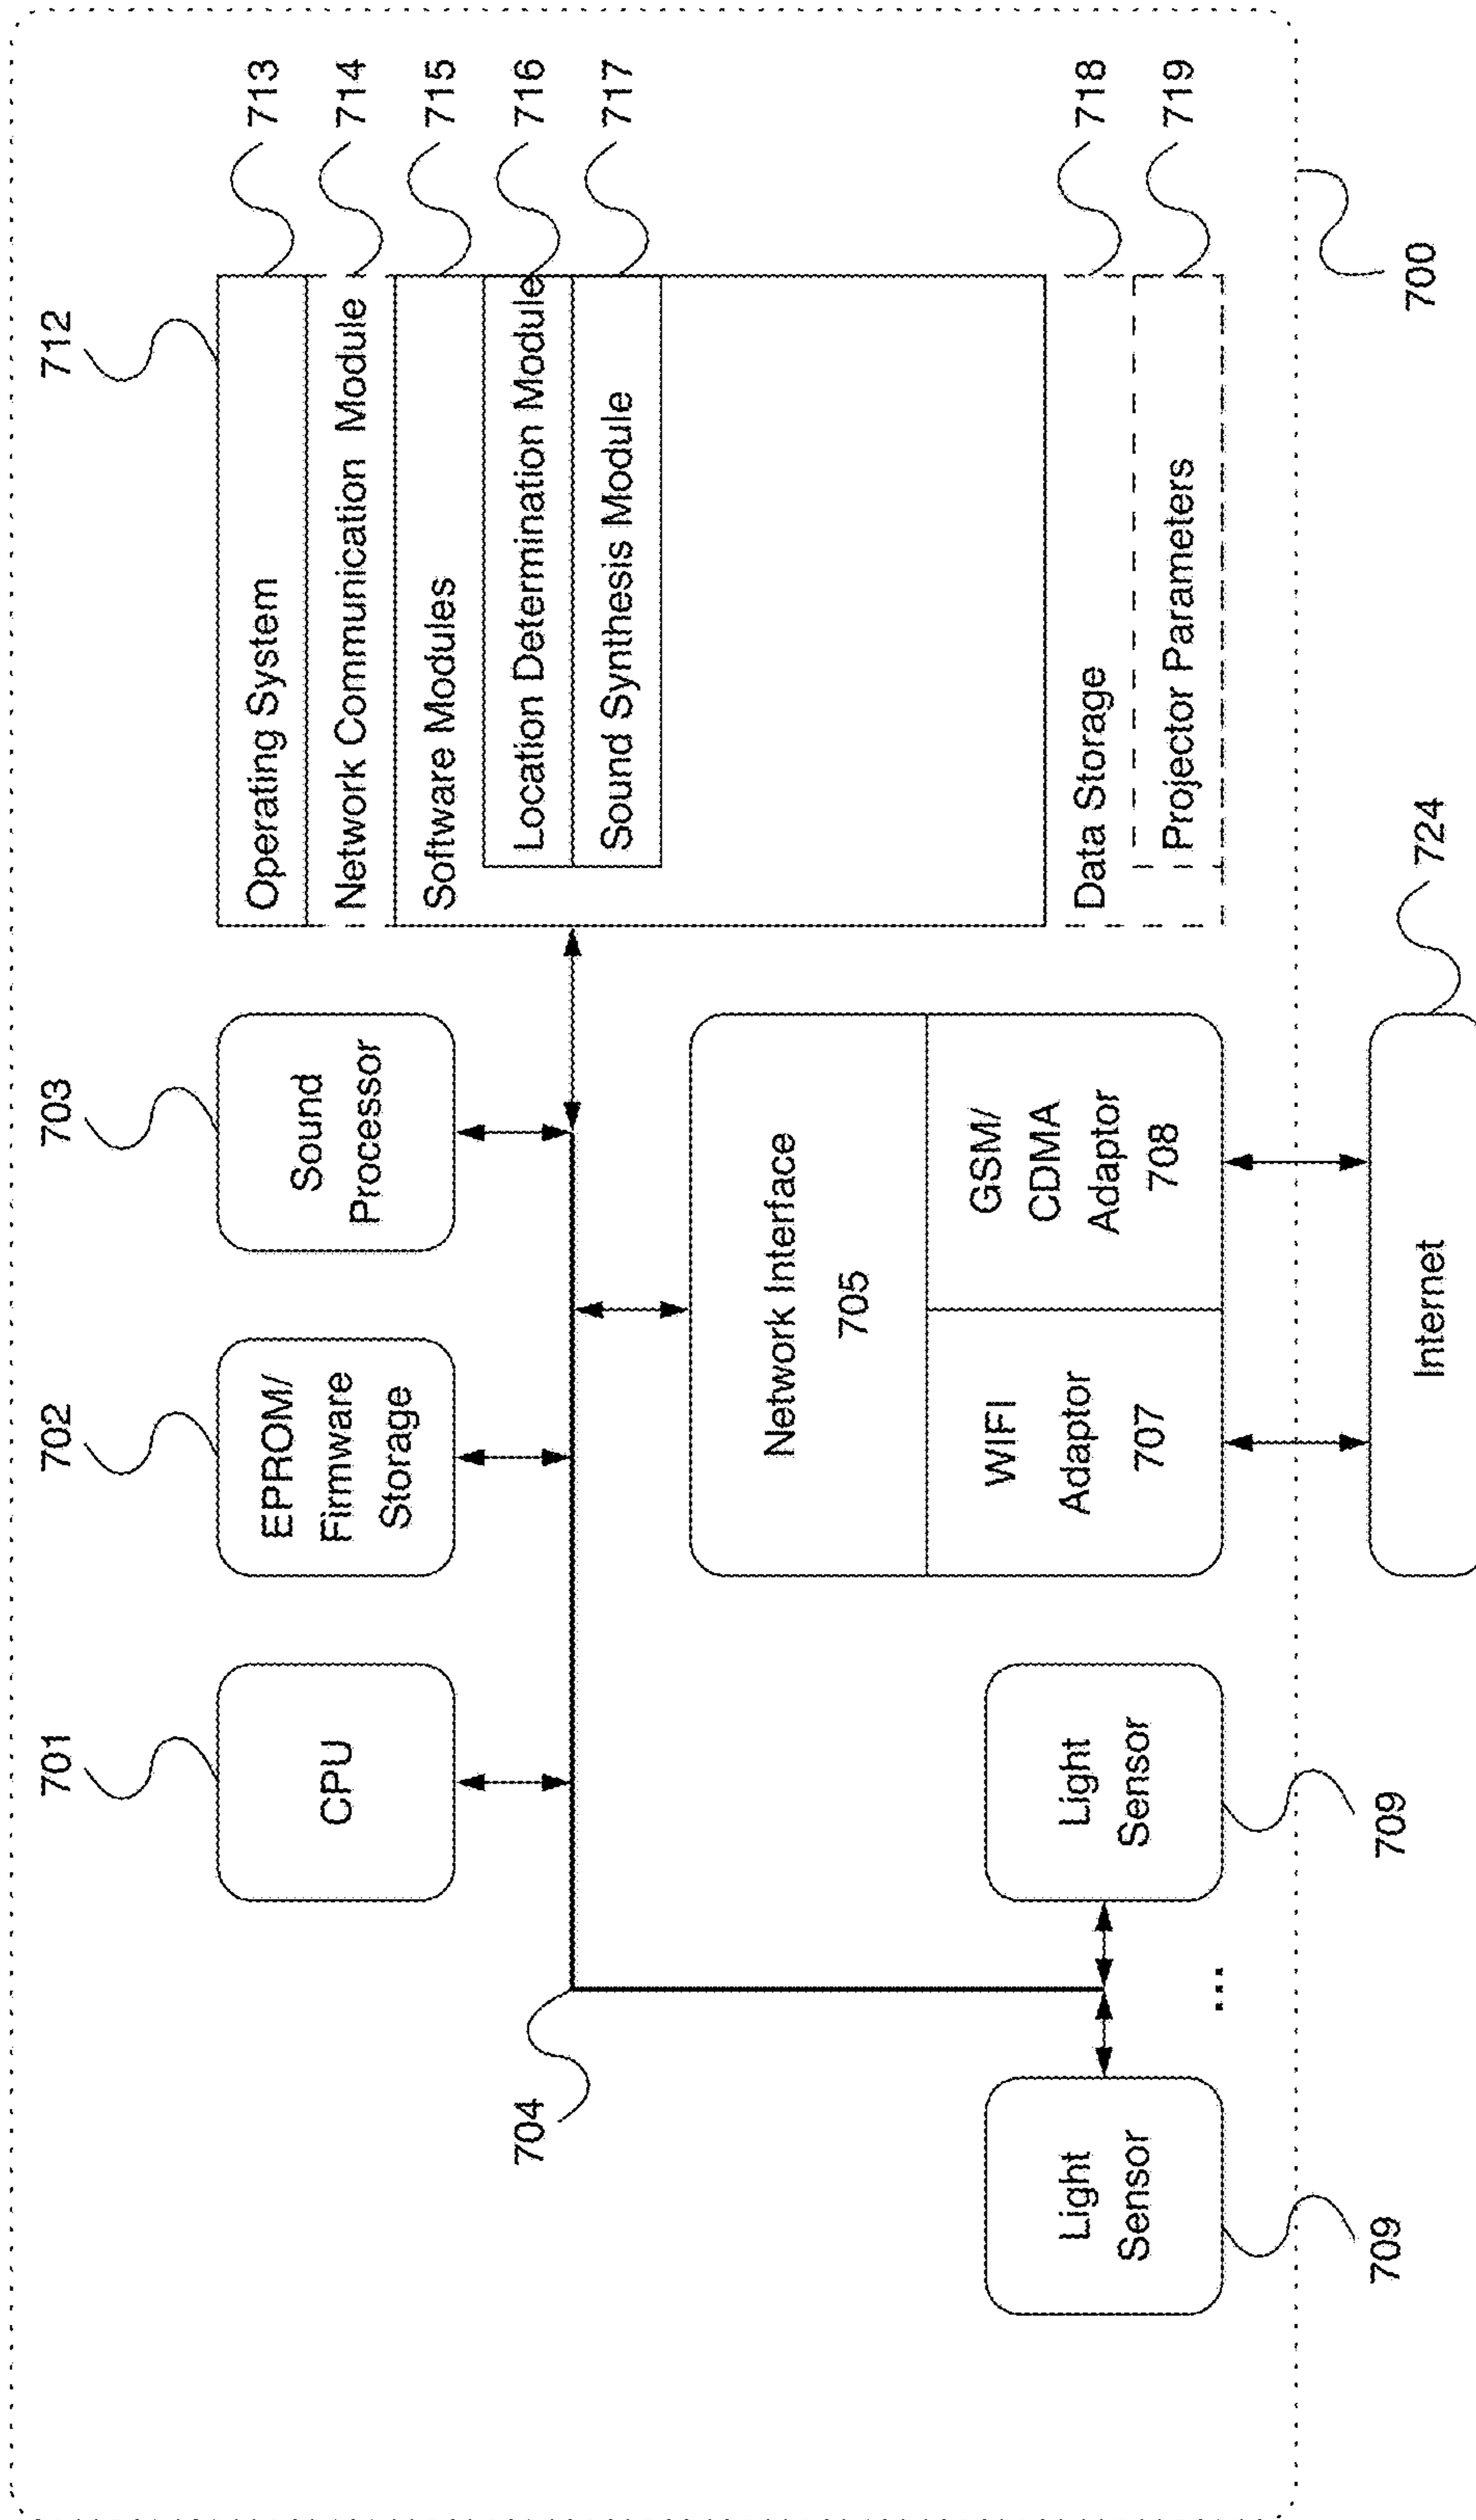 701
702
703
712
CPU
EPROM/
Firmware
Storage
Sound
Processor
Operating System
713
Network Communication Module
714
Software Modules
715
Location Determination Module
716
Sound Synthesis Module
717
704
Network Interface
705
WIFI
Adaptor
707
GSM/
CDMA
Adaptor
708
Light
Sensor
...
Light
Sensor
Data Storage
718
Projector Parameters
719
709
709
Internet
724
700